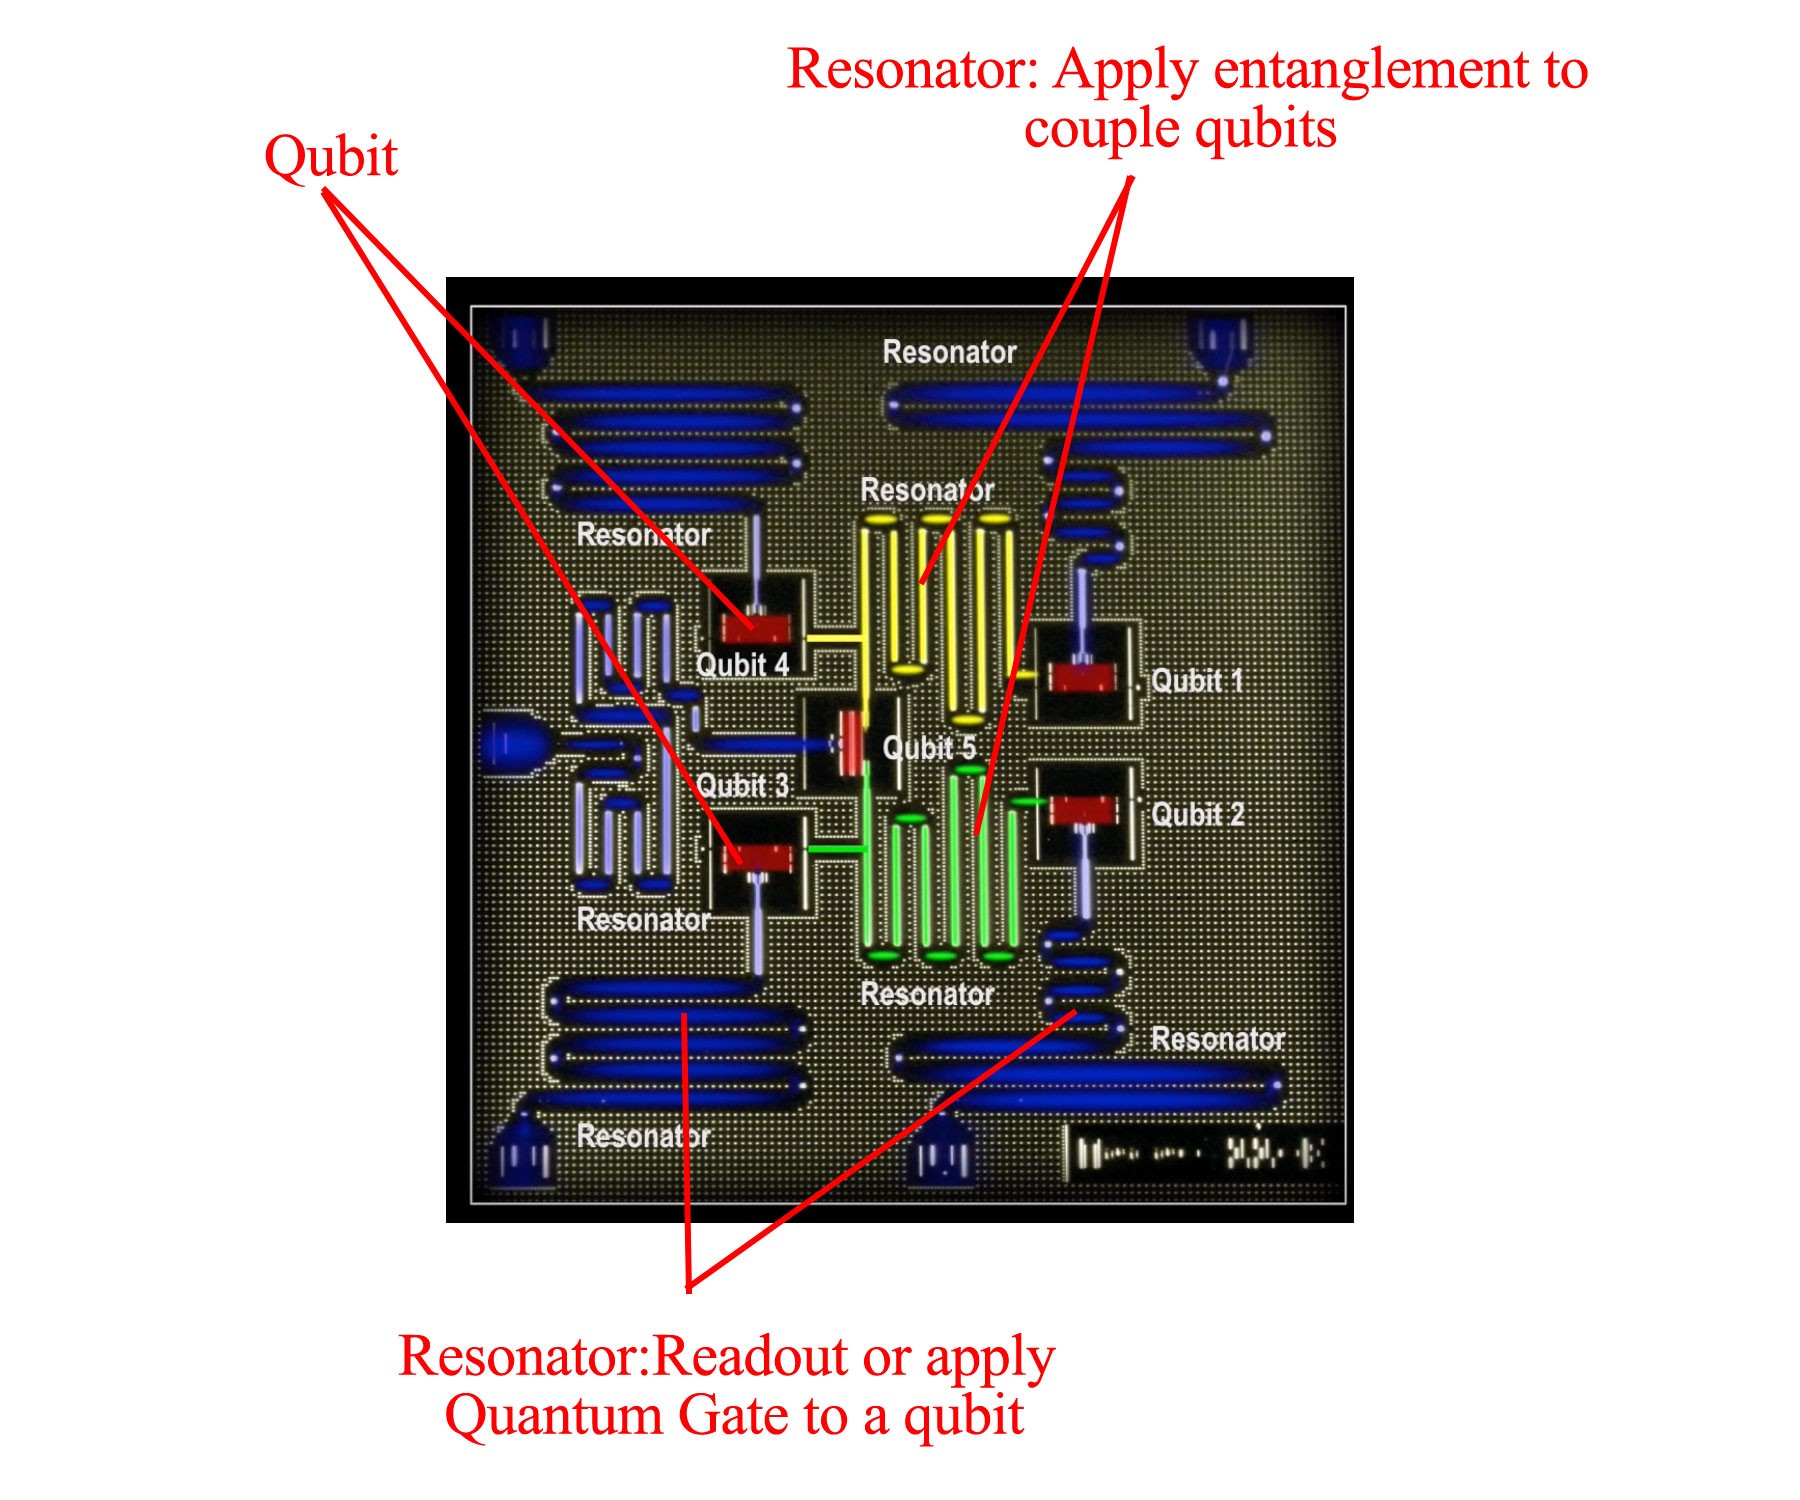 Resonator: Apply entanglement to
couple qubits
Qubit
Resonator
Resonator
Resonator
Qubit 4
Qubit 1
Qubit 5
Qubit 3
Qubit 2
Resonator
Resonator
Resonator
Resonator
Resonator:Readout or apply
Quantum Gate to a qubit